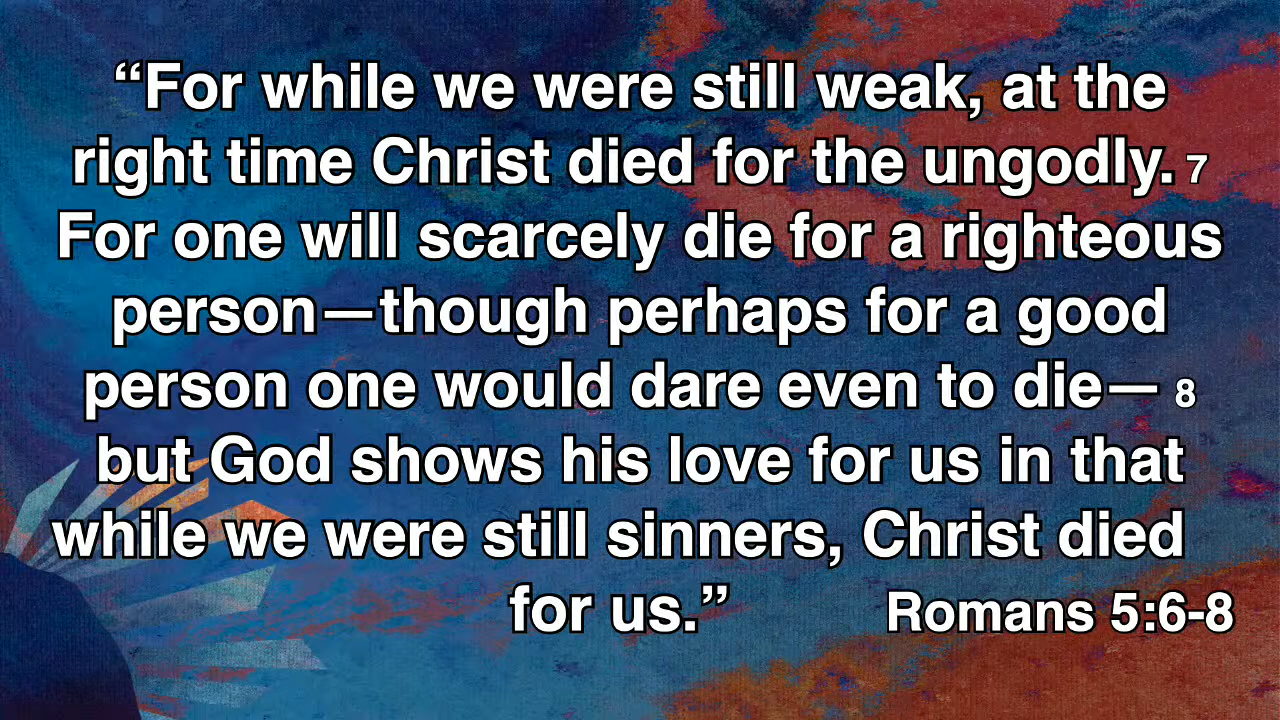 “For while we were still weak, at the
right time Christ died for the ungodly. 7
For one will scarcely die for a righteous
person—though perhaps for a good
person one would dare even to die— 8
but God shows his love for us in that
while we were still sinners, Christ died
for us.”
Romans 5:6-8